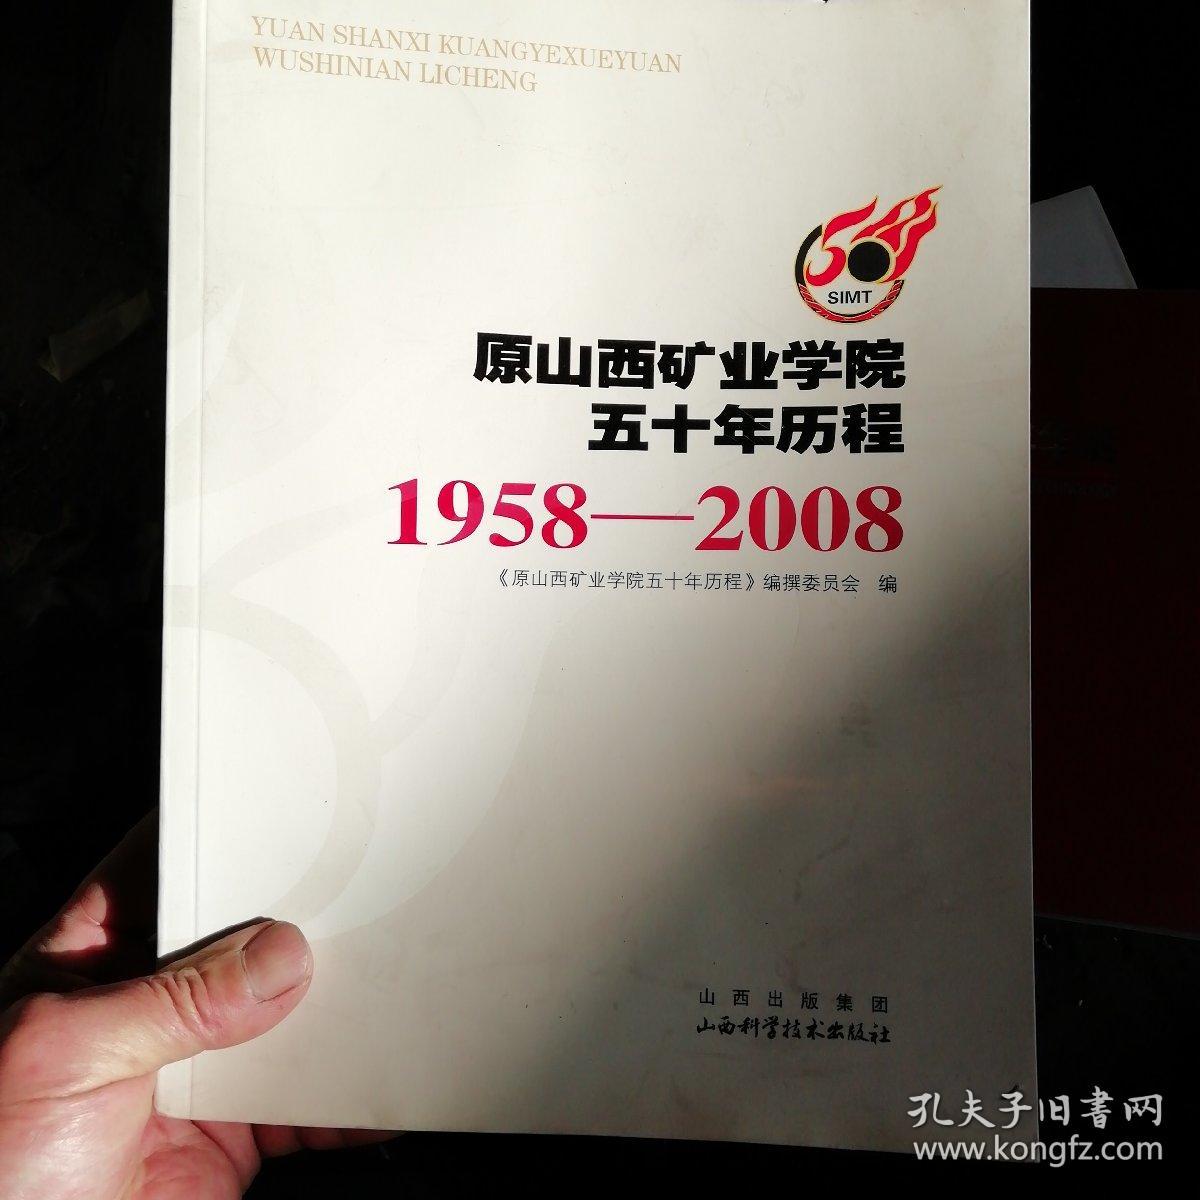 YUAN SHANXI KUANGYEXUEYUAN
WUSHINIAN LICHENG
50
SIMT
原山西矿业学院
五十年历程
1958—2008
《原山西矿业学院五十年历程》编撰委员会 编
山西出版集团
山西科学技术出版社
孔夫子旧書网
www.kongfz.com